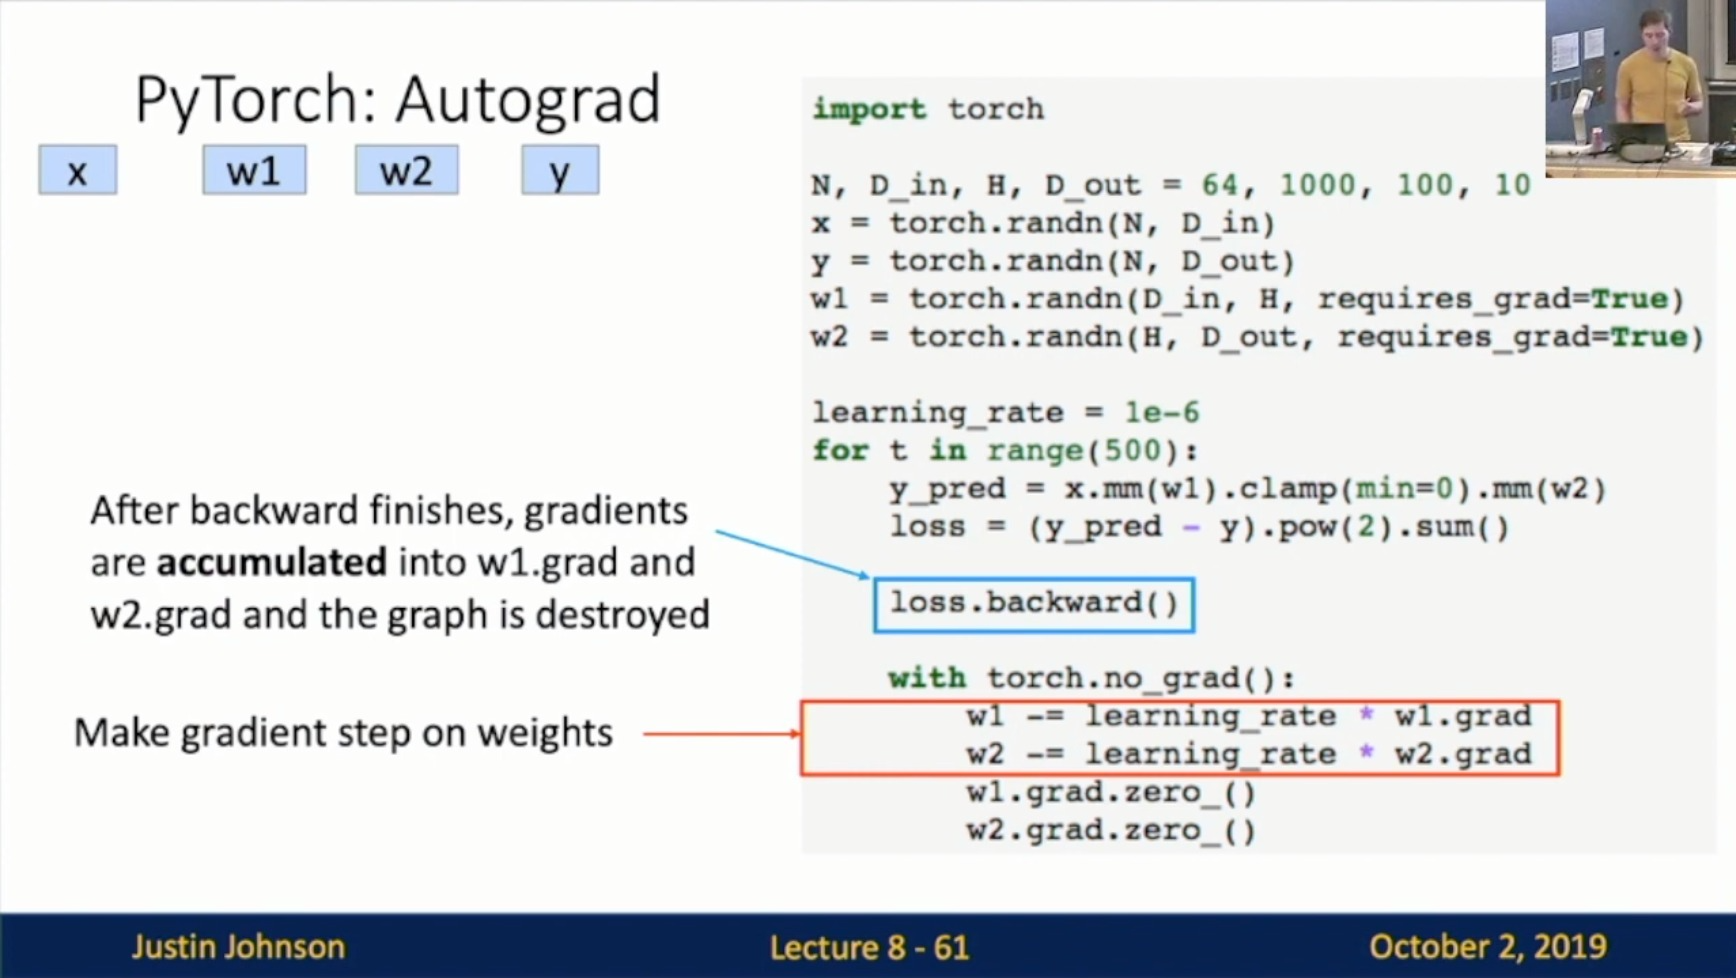 PyTorch: Autograd
x
w1
w2
y
import torch
N, D_in, H, D_out = 64, 1000, 100, 10
x = torch.randn(N, D_in)
y = torch.randn(N, D_out)
w1 = torch.randn(D_in, H, requires_grad=True)
w2 = torch.randn(H, D_out, requires_grad=True)
learning_rate = 1e-6
for t in range(500):
    y_pred = x.mm(w1).clamp(min=0).mm(w2)
    loss = (y_pred - y).pow(2).sum()
    loss.backward()
    with torch.no_grad():
        w1 -= learning_rate * w1.grad
        w2 -= learning_rate * w2.grad
        w1.grad.zero_()
        w2.grad.zero_()
After backward finishes, gradients
are accumulated into w1.grad and
w2.grad and the graph is destroyed
Make gradient step on weights
Justin Johnson
Lecture 8 - 61
October 2, 2019